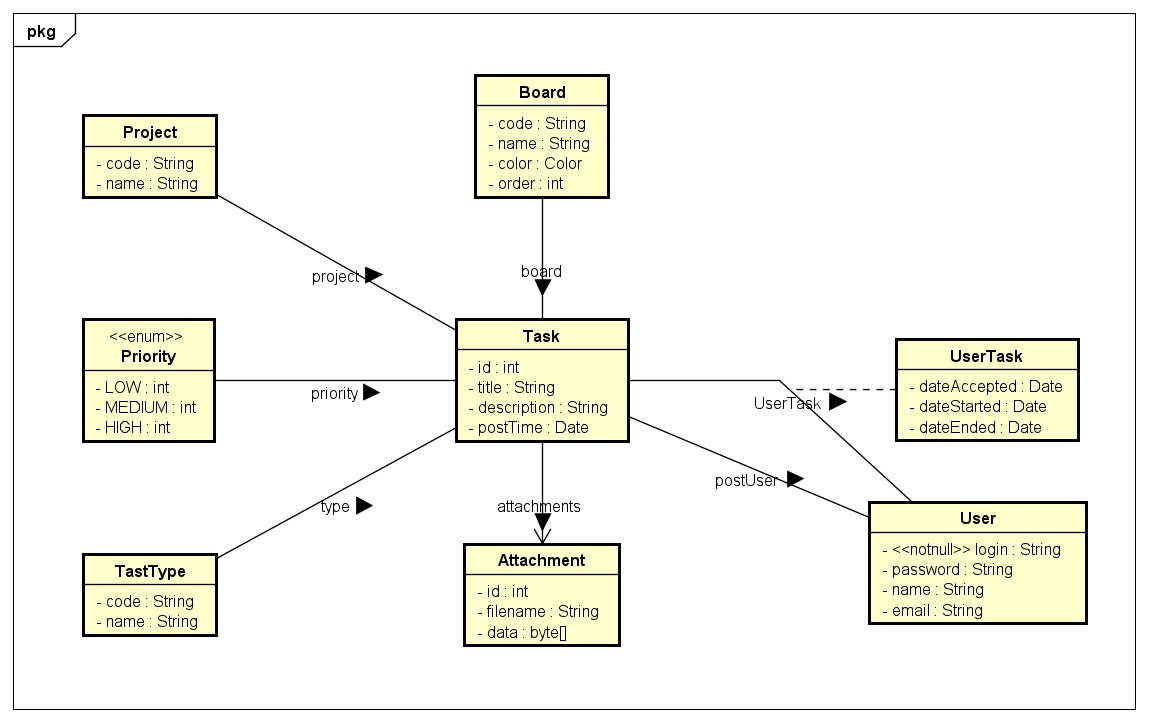 pkg
Board
- code : String
- name : String
- color : Color
- order : int
Project
- code : String
- name : String
project
board
<<enum>>
Priority
- LOW : int
- MEDIUM : int
- HIGH : int
priority
Task
- id : int
- title : String
- description : String
- postTime : Date
UserTask
- dateAccepted : Date
- dateStarted : Date
- dateEnded : Date
UserTask
postUser
type
attachments
TastType
- code : String
- name : String
Attachment
- id : int
- filename : String
- data : byte[]
User
- <<notnull>> login : String
- password : String
- name : String
- email : String